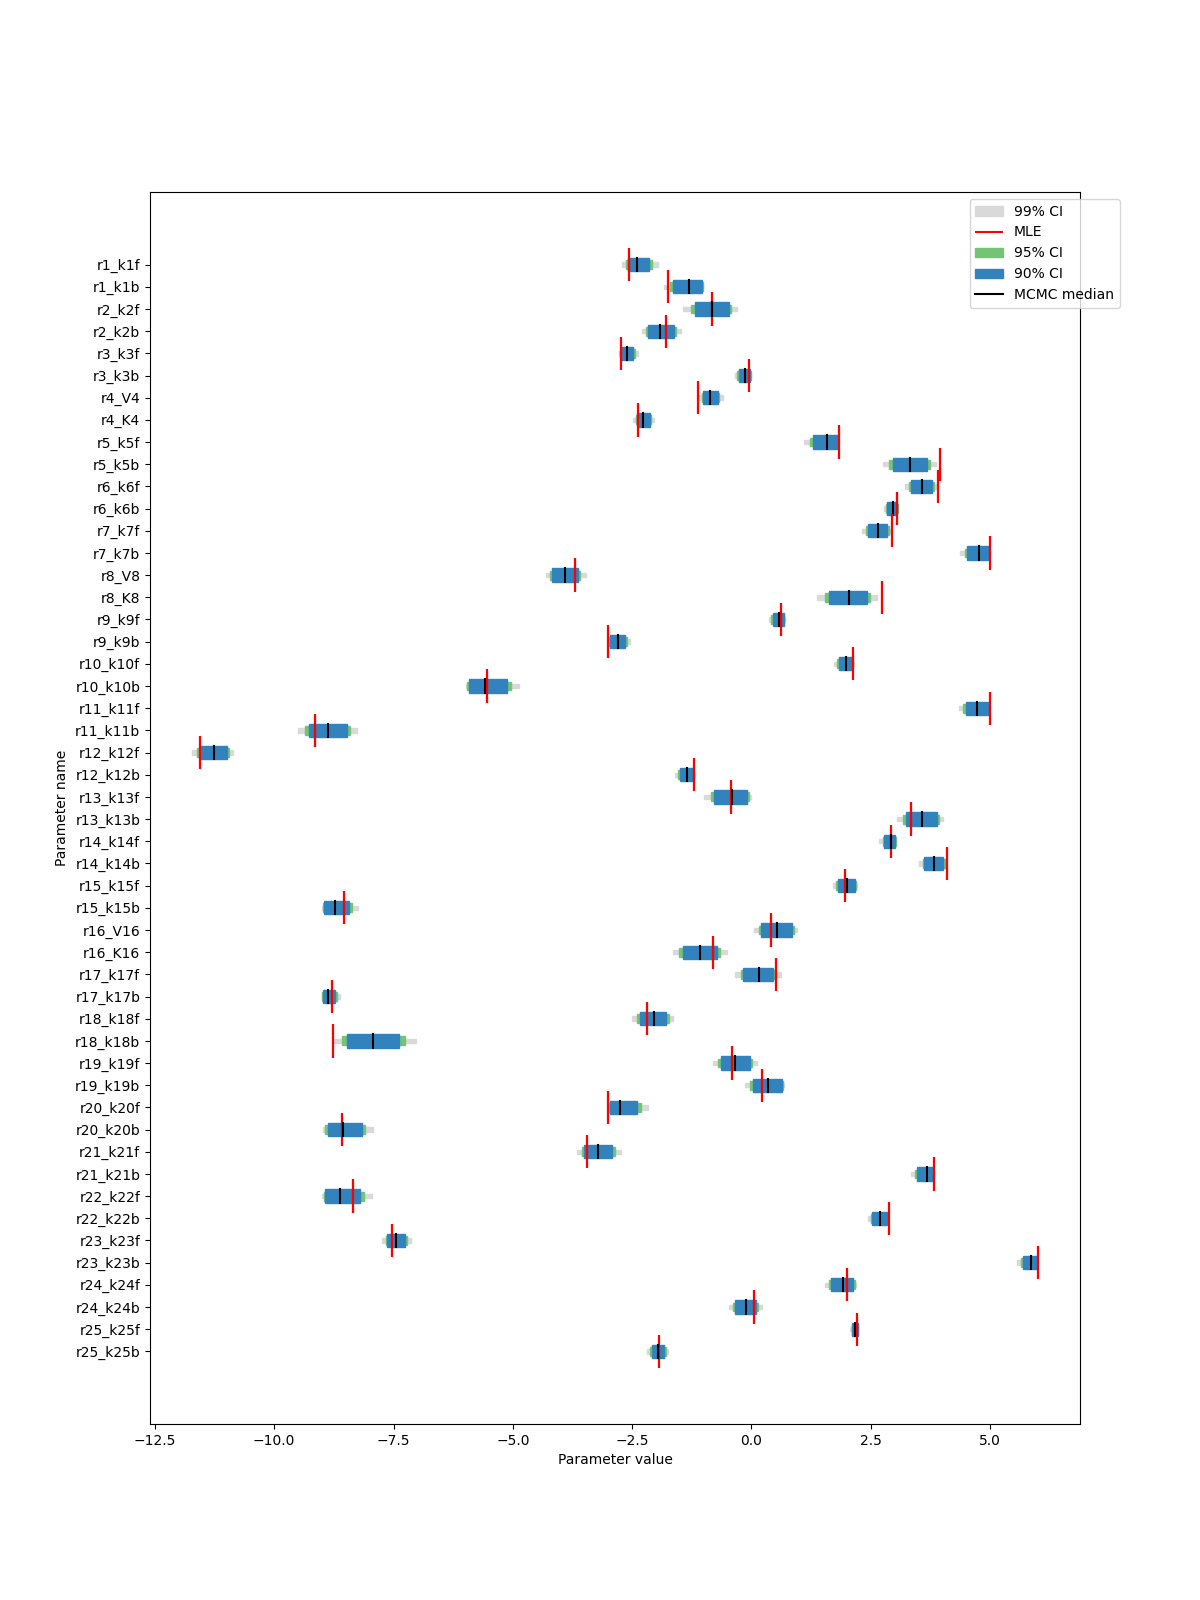 99% CI
MLE
95% CI
90% CI
MCMC median
r1_k1f
r1_k1b
r2_k2f
r2_k2b
r3_k3f
r3_k3b
r4_V4
r4_K4
r5_k5f
r5_k5b
r6_k6f
r6_k6b
r7_k7f
r7_k7b
r8_V8
r8_K8
r9_k9f
r9_k9b
r10_k10f
r10_k10b
r11_k11f
r11_k11b
r12_k12f
r12_k12b
r13_k13f
r13_k13b
r14_k14f
r14_k14b
r15_k15f
r15_k15b
r16_V16
r16_K16
r17_k17f
r17_k17b
r18_k18f
r18_k18b
r19_k19f
r19_k19b
r20_k20f
r20_k20b
r21_k21f
r21_k21b
r22_k22f
r22_k22b
r23_k23f
r23_k23b
r24_k24f
r24_k24b
r25_k25f
r25_k25b
Parameter name
−12.5 −10.0 −7.5 −5.0 −2.5 0.0 2.5 5.0
Parameter value